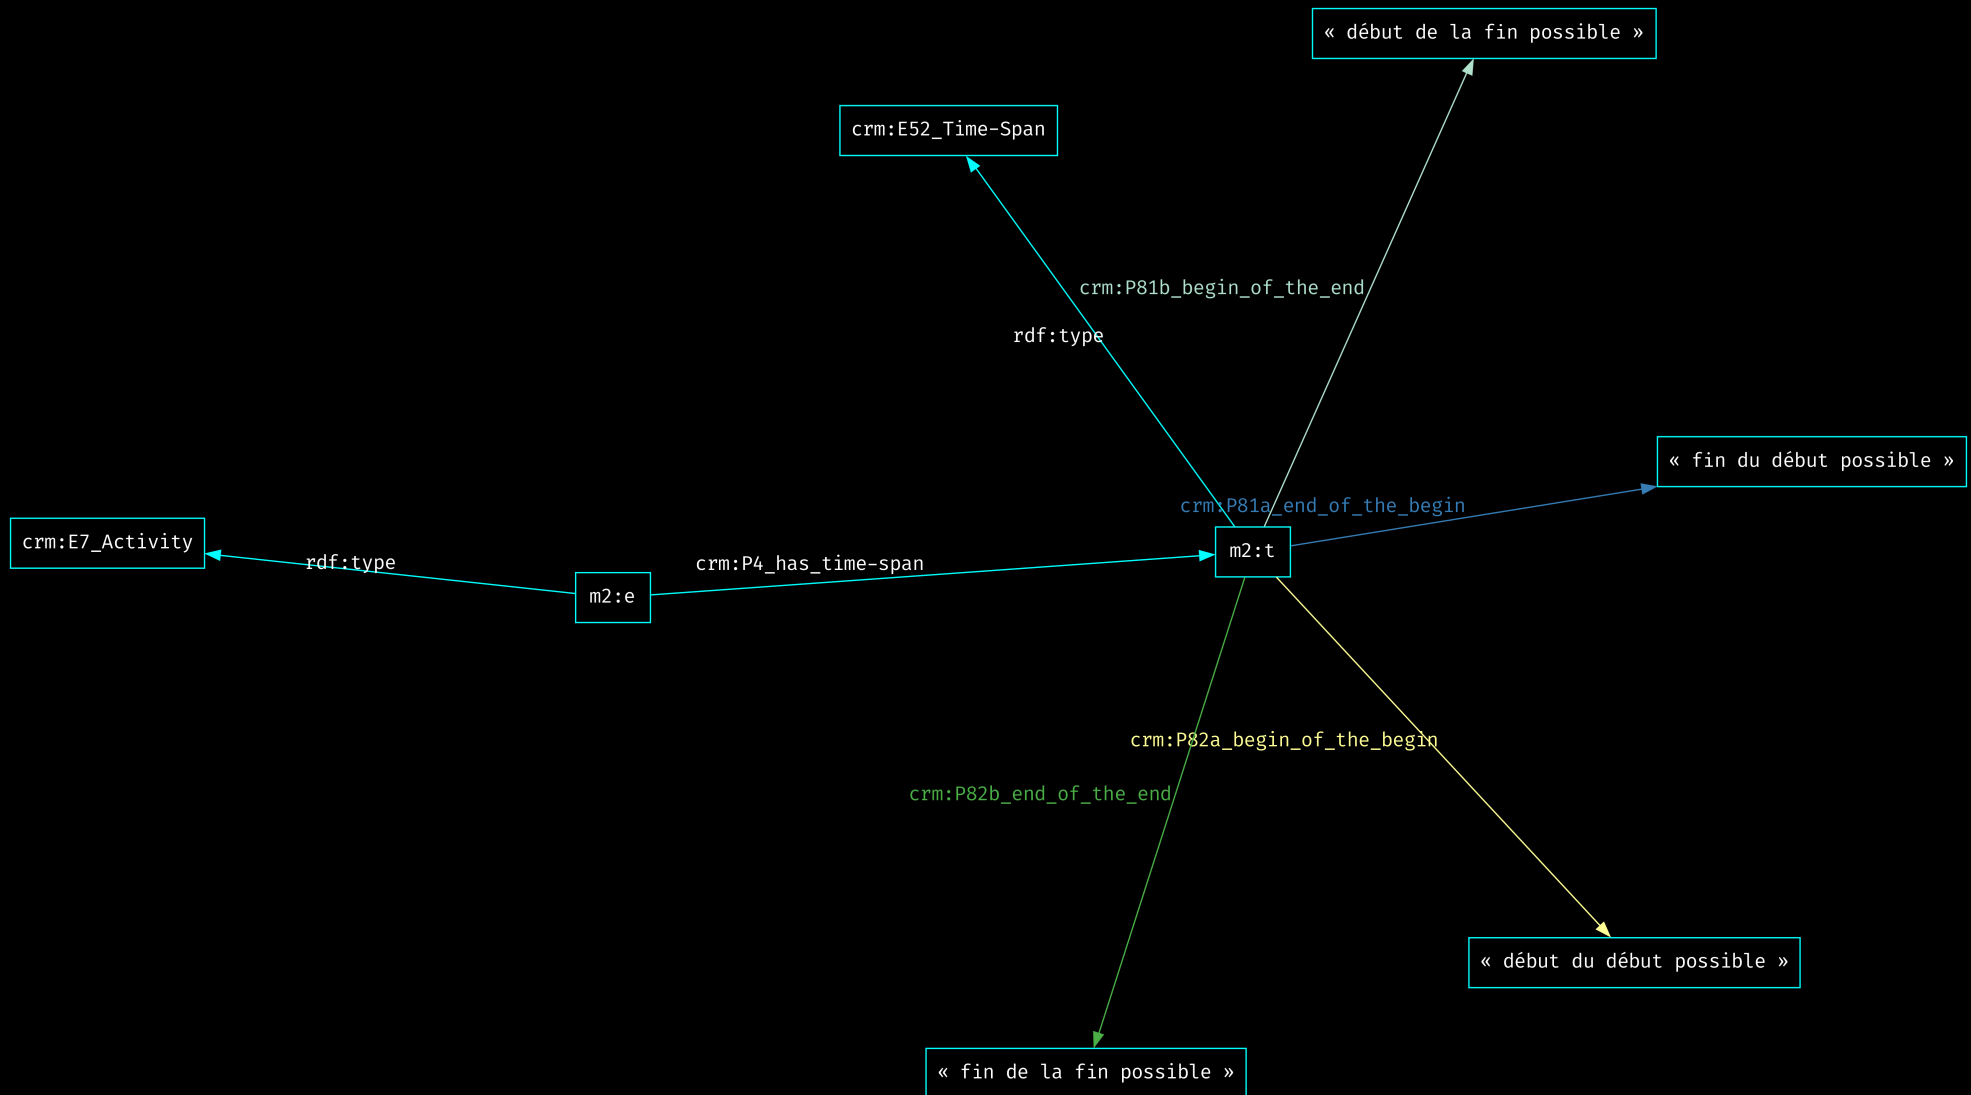 « début de la fin possible »
crm:E52_Time-Span
crm:P81b_begin_of_the_end
rdf:type
« fin du début possible »
crm:P81a_end_of_the_begin
crm:E7_Activity
rdf:type
crm:P4_has_time-span
m2:t
m2:e
crm:P82a_begin_of_the_begin
crm:P82b_end_of_the_end
« début du début possible »
« fin de la fin possible »